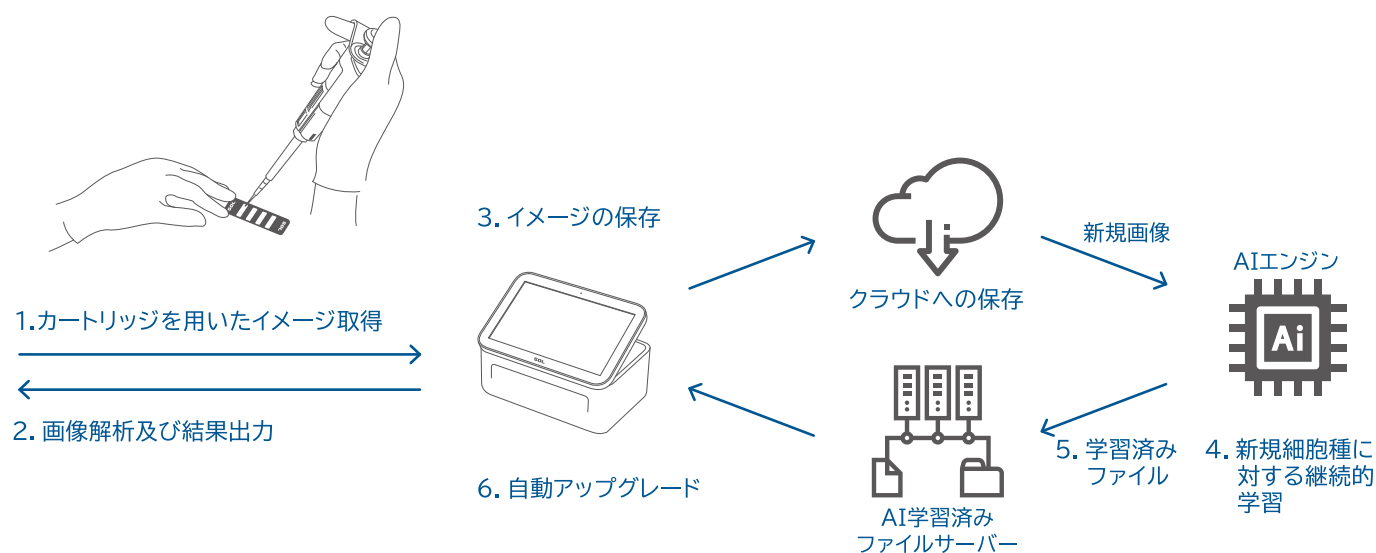 3. イメージの保存
新規画像
AIエンジン
クラウドへの保存
1.カートリッジを用いたイメージ取得
Ai
SOL
2. 画像解析及び結果出力
5. 学習済み
ファイル
4. 新規細胞種に
対する継続的
学習
6. 自動アップグレード
AI学習済み
ファイルサーバー